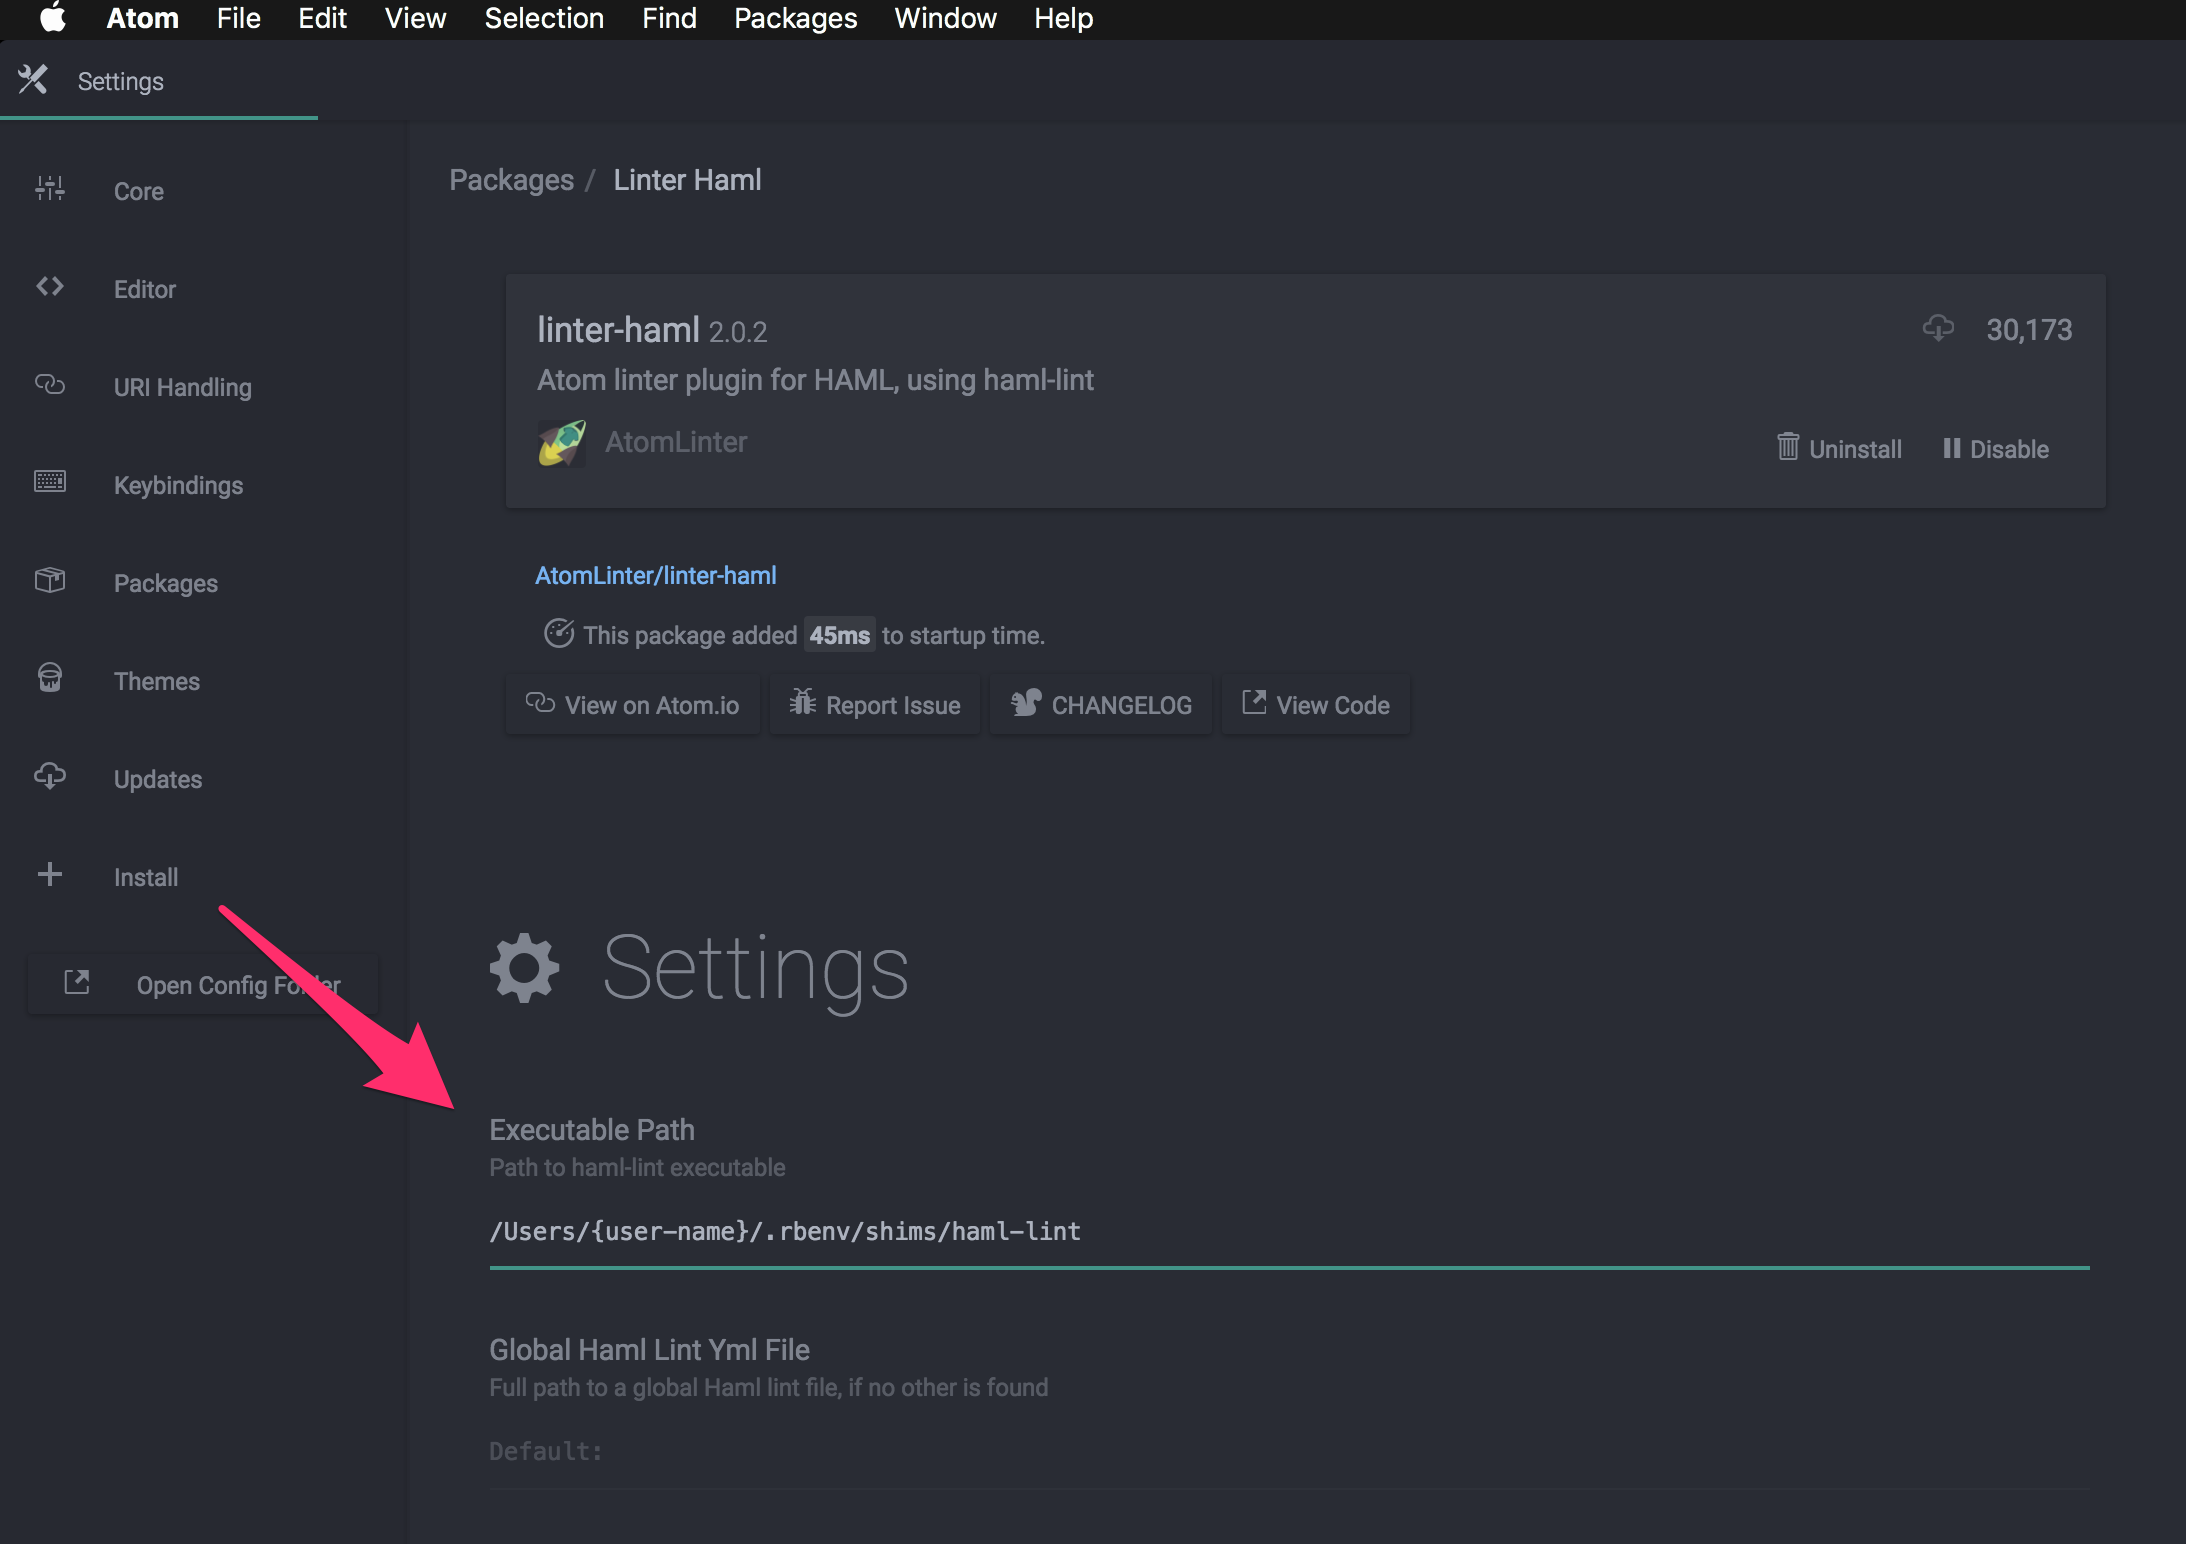 Atom File Edit View Selection Find Packages Window Help
Settings
Core
Editor
URI Handling
Keybindings
Packages
Themes
Updates
Install
Open Config Folder
Packages / Linter Haml
linter-haml 2.0.2
30,173
Atom linter plugin for HAML, using haml-lint
AtomLinter
Uninstall Disable
AtomLinter/linter-haml
This package added 45ms to startup time.
View on Atom.io Report Issue CHANGELOG View Code
Settings
Executable Path
Path to haml-lint executable
/Users/{user-name}/.rbenv/shims/haml-lint
Global Haml Lint Yml File
Full path to a global Haml lint file, if no other is found
Default: